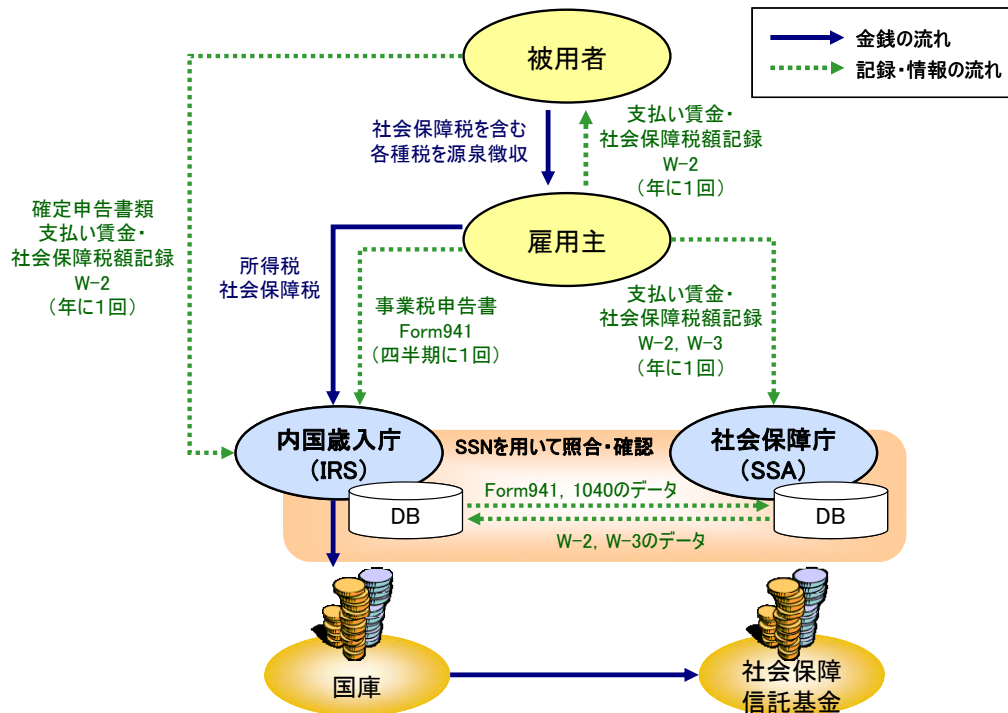 被用者
金銭の流れ
記録・情報の流れ
社会保障税を含む
各種税を源泉徴収
支払い賃金・
社会保障税額記録
W-2
（年に1回）
確定申告書類
支払い賃金・
社会保障税額記録
W-2
（年に1回）
雇用主
所得税
社会保障税
事業税申告書
Form941
（四半期に1回）
支払い賃金・
社会保障税額記録
W-2, W-3
（年に1回）
内国歳入庁
（IRS）
SSNを用いて照合・確認
社会保障庁
（SSA）
DB
Form941, 1040のデータ
W-2, W-3のデータ
DB
国庫
社会保障
信託基金